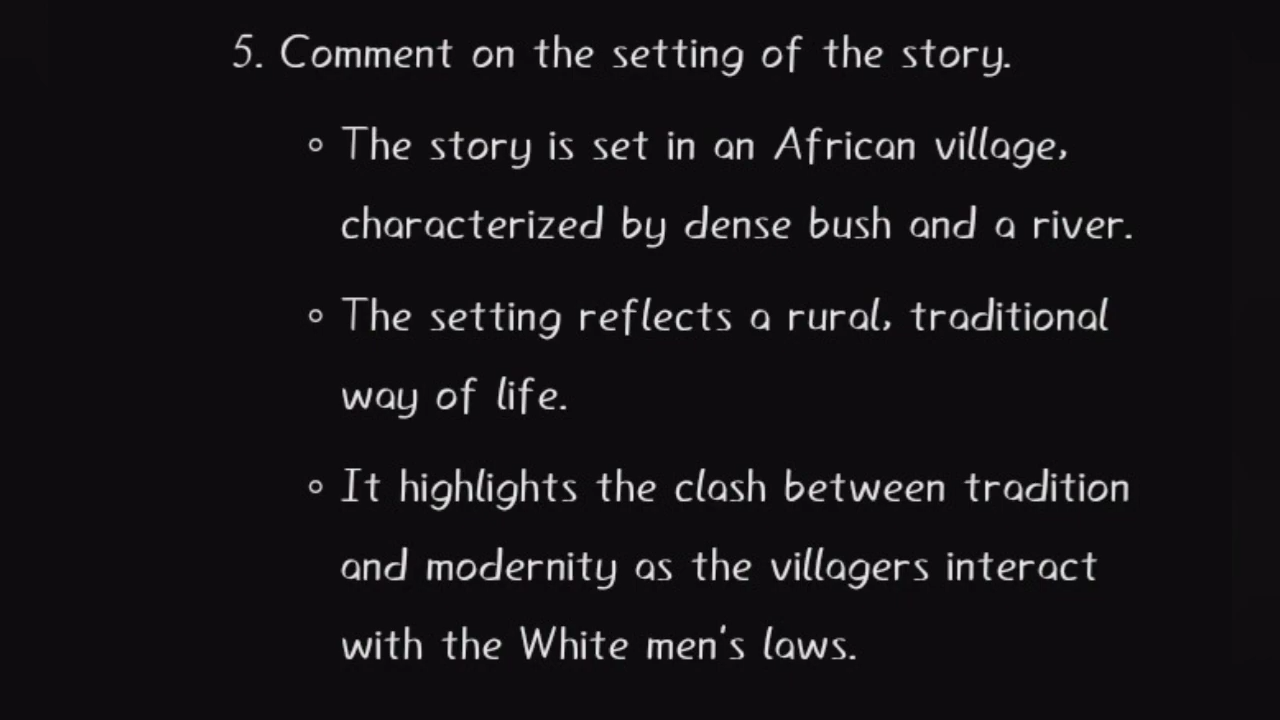 5. Comment on the setting of the story.
◦ The story is set in an African village,
characterized by dense bush and a river.
◦ The setting reflects a rural, traditional
way of life.
◦ It highlights the clash between tradition
and modernity as the villagers interact
with the White men's laws.